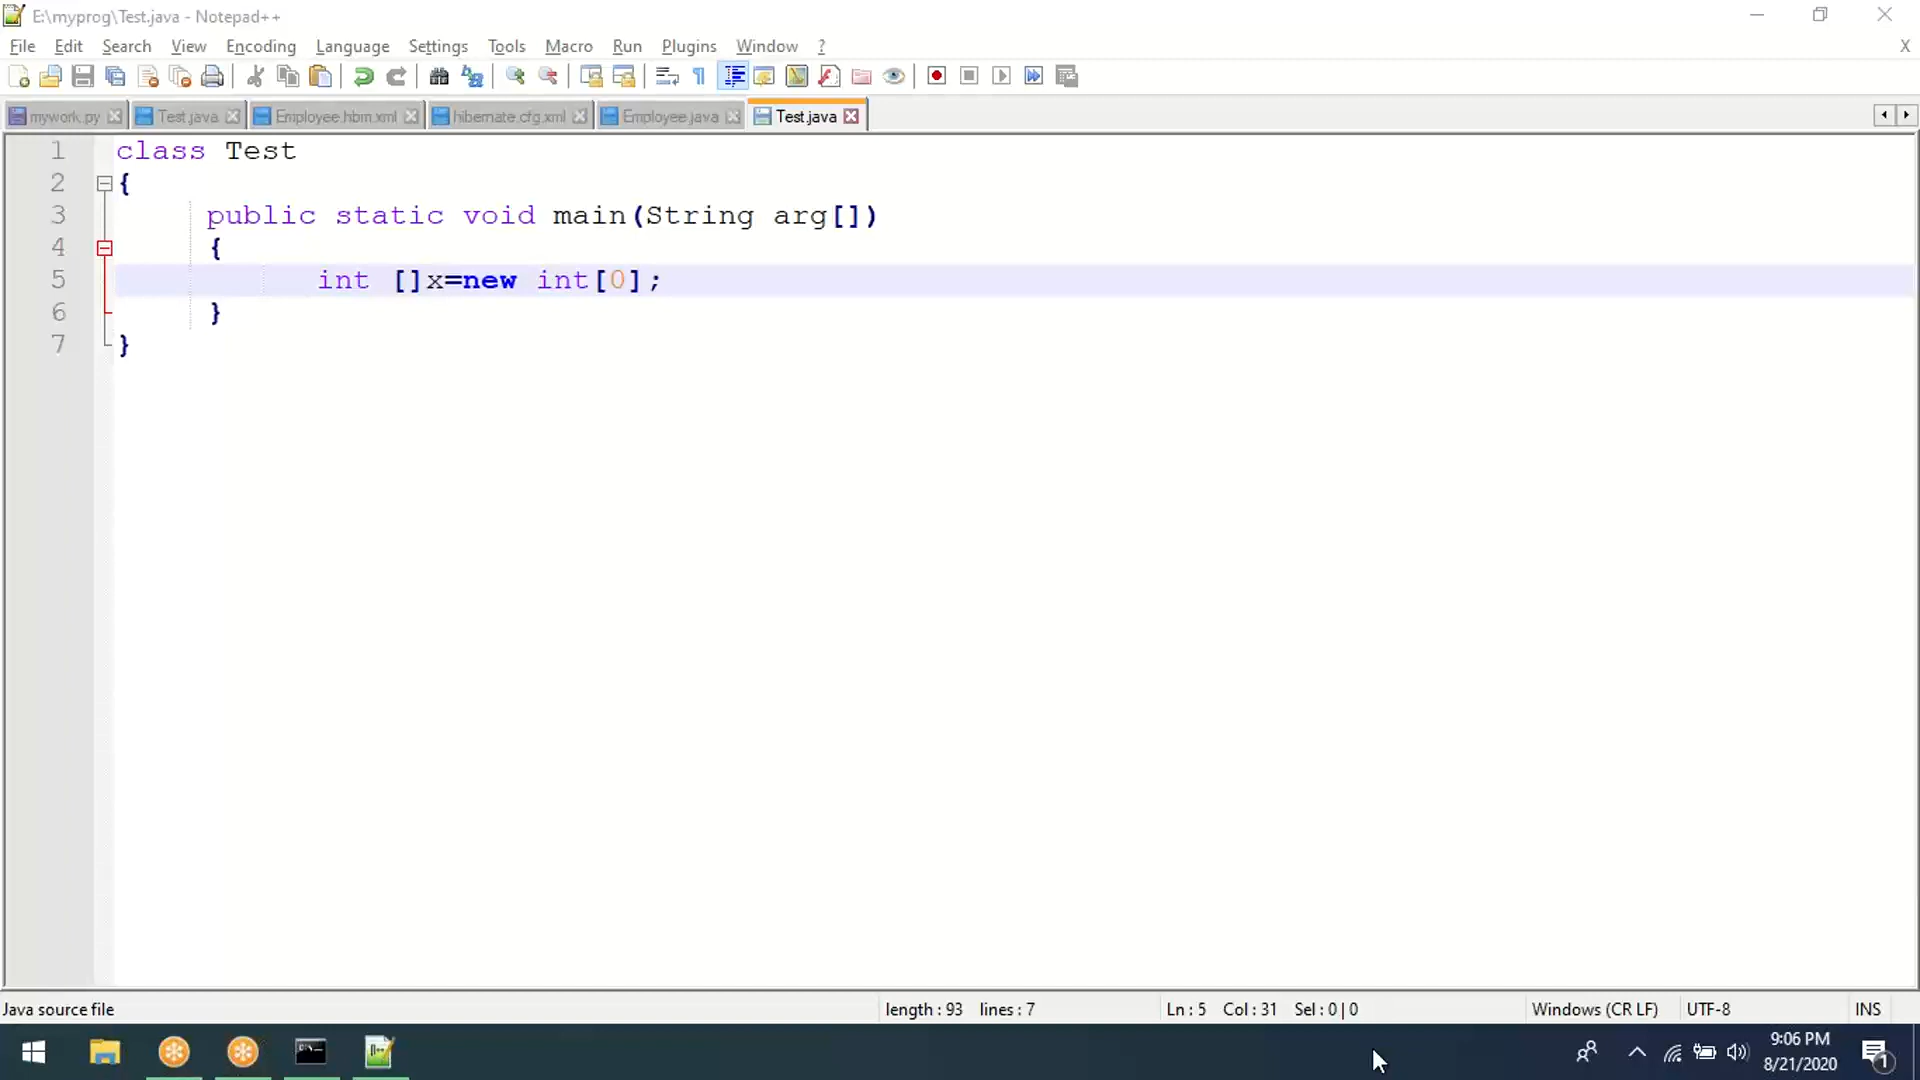 E:\myprog\Test.java - Notepad++
File Edit Search View Encoding Language Settings Tools Macro Run Plugins Window ? X
mywork.py Test.java Employee.hbm.xml hibernate.cfg.xml Employee.java Test.java
1 class Test
2 {
3 public static void main(String arg[])
4 {
5 int []x=new int[0];
6 }
7 }
Java source file length : 93 lines : 7 Ln : 5 Col : 31 Sel : 0 | 0 Windows (CR LF) UTF-8 INS
9:06 PM
8/21/2020
1